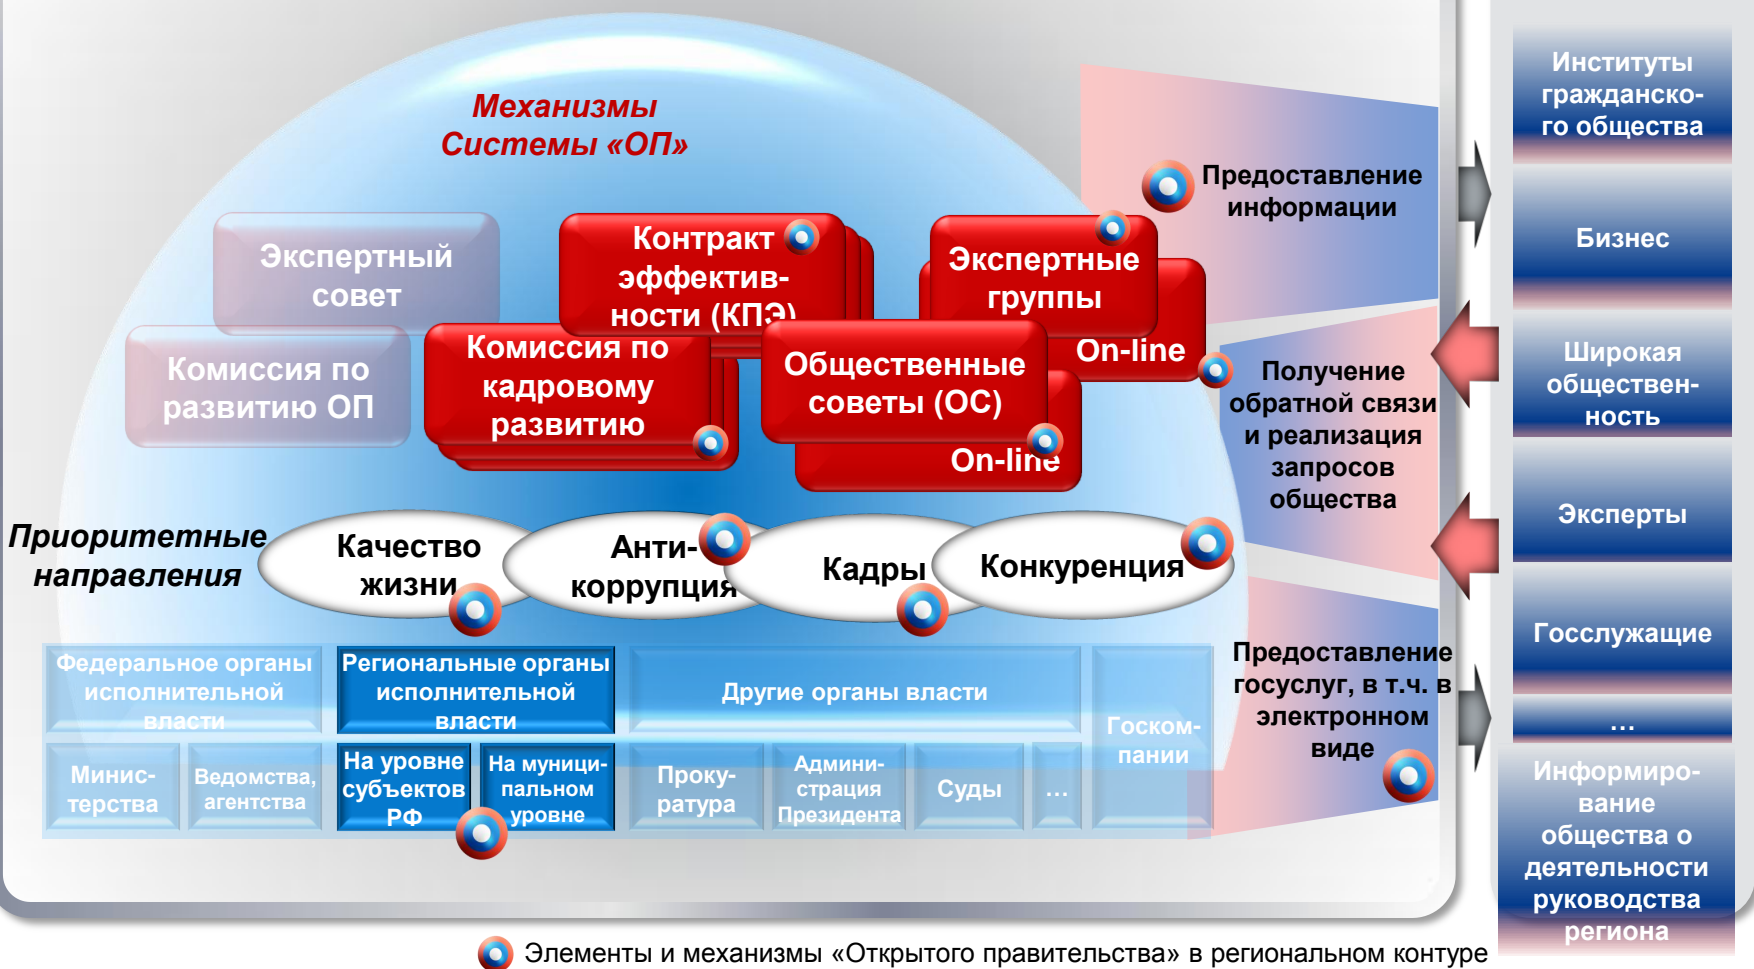 Механизмы
Системы «ОП»
Экспертный
совет
Комиссия по
развитию ОП
Контракт
эффектив-
ности (КПЭ)
Комиссия по
кадровому
развитию
Экспертные
группы
On-line
Общественные
советы (ОС)
On-line
Приоритетные
направления
Качество
жизни
Анти-
коррупция
Кадры
Конкуренция
Федеральное органы
исполнительной
власти
Региональные органы
исполнительной
власти
Другие органы власти
Госком-
пании
Минис-
терства
Ведомства,
агентства
На уровне
субъектов
РФ
На муници-
пальном
уровне
Проку-
ратура
Админи-
страция
Президента
Суды
...
Предоставление
информации
Получение
обратной связи
и реализация
запросов
общества
Предоставление
госуслуг, в т.ч. в
электронном
виде
Институты
гражданско-
го общества
Бизнес
Широкая
обществен-
ность
Эксперты
Госслужащие
...
Информиро-
вание
общества о
деятельности
руководства
региона
Элементы и механизмы «Открытого правительства» в региональном контуре